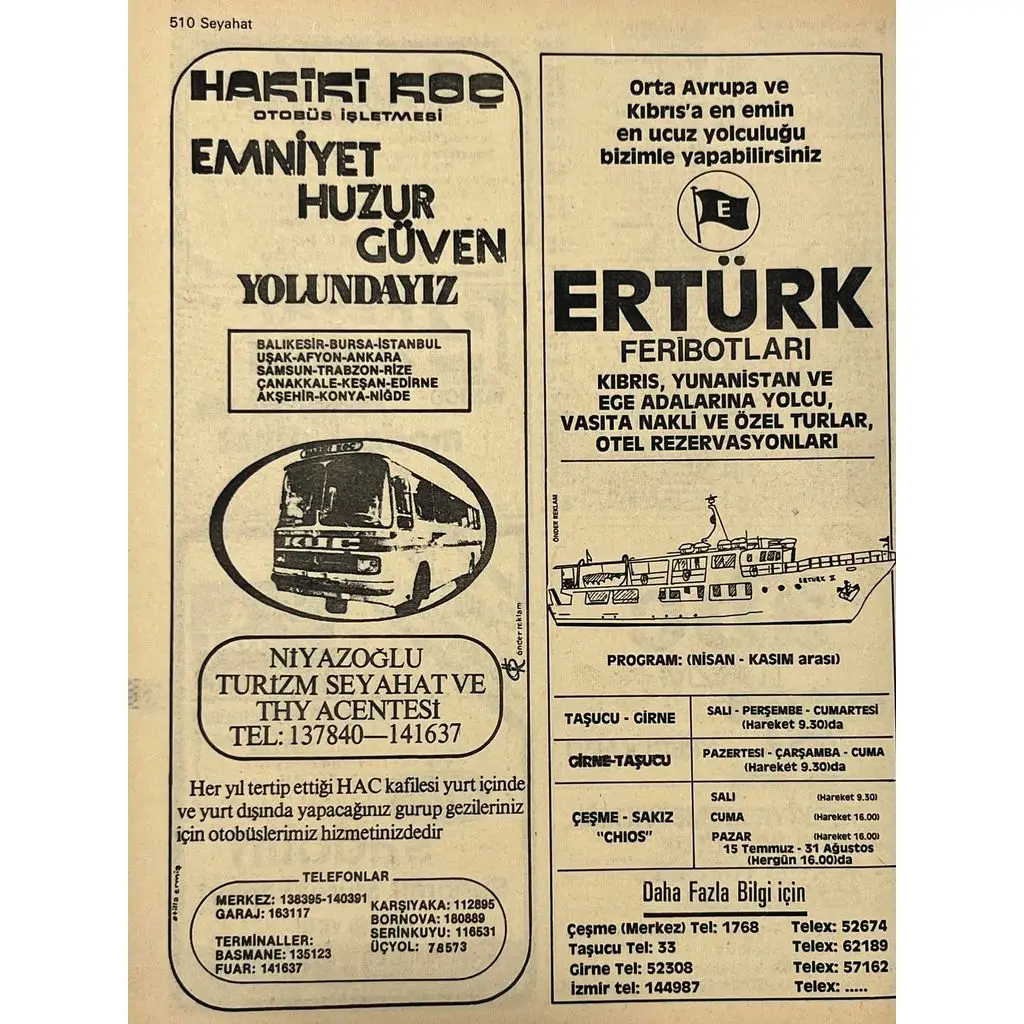 510 Seyahat
HAKİKİ KOÇ
OTOBÜS İŞLETMESİ
EMNİYET
HUZUR
GÜVEN
YOLUNDAYIZ
BALIKESİR-BURSA-İSTANBUL
UŞAK-AFYON-ANKARA
SAMSUN-TRABZON-RİZE
ÇANAKKALE-KEŞAN-EDİRNE
AKŞEHİR-KONYA-NİĞDE
HAKİKİ KOÇ
KOÇ
önder reklam
NİYAZOĞLU
TURİZM SEYAHAT VE
THY ACENTESİ
TEL: 137840—141637
Her yıl tertip ettiği HAC kafilesi yurt içinde
ve yurt dışında yapacağınız gurup gezileriniz
için otobüslerimiz hizmetinizdedir
atilla ermiş
TELEFONLAR
MERKEZ: 138395-140391
GARAJ: 163117
TERMİNALLER:
BASMANE: 135123
FUAR: 141637
KARŞIYAKA: 112895
BORNOVA: 180889
SERİNKUYU: 116531
ÜÇYOL: 78573
Orta Avrupa ve
Kıbrıs'a en emin
en ucuz yolculuğu
bizimle yapabilirsiniz
E
ERTÜRK
FERİBOTLARI
KIBRIS, YUNANİSTAN VE
EGE ADALARINA YOLCU,
VASITA NAKLİ VE ÖZEL TURLAR,
OTEL REZERVASYONLARI
ÖNDER REKLAM
ERTURK II
PROGRAM: (NİSAN - KASIM arası)
TAŞUCU - GİRNE
SALI - PERŞEMBE - CUMARTESİ
(Hareket 9.30)da
GİRNE-TAŞUCU
PAZERTESİ - ÇARŞAMBA - CUMA
(Hareket 9.30)da
ÇEŞME - SAKIZ
"CHIOS"
SALI (Hareket 9.30)
CUMA (Hareket 16.00)
PAZAR (Hareket 16.00)
15 Temmuz - 31 Ağustos
(Hergün 16.00)da
Daha Fazla Bilgi için
Çeşme (Merkez) Tel: 1768 Telex: 52674
Taşucu Tel: 33 Telex: 62189
Girne Tel: 52308 Telex: 57162
İzmir tel: 144987 Telex: .....